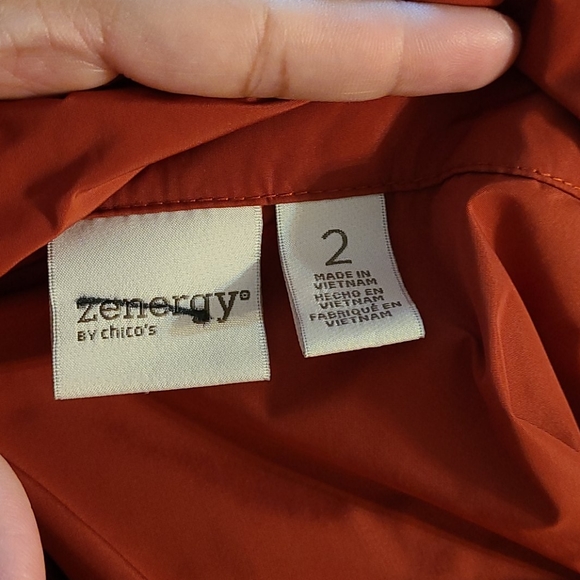 zenergy®
BY chico's
2
MADE IN
VIETNAM
HECHO EN
VIETNAM
FABRIQUÉ EN
VIETNAM